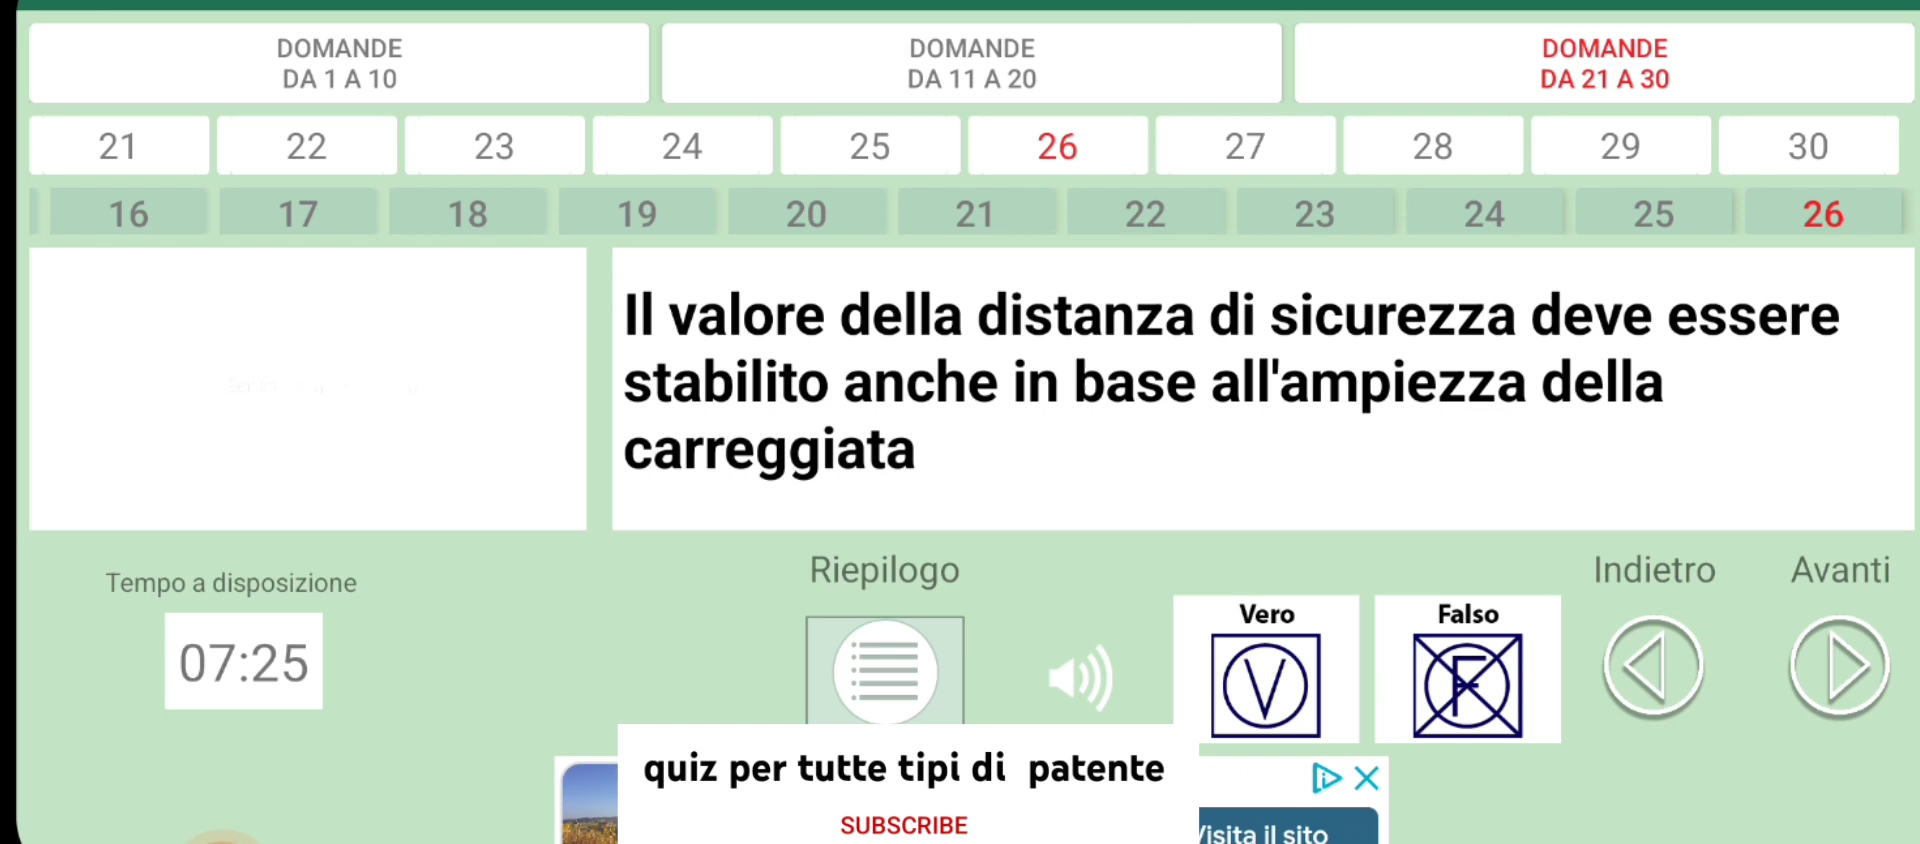 DOMANDE
DA 1 A 10
DOMANDE
DA 11 A 20
DOMANDE
DA 21 A 30
21 22 23 24 25 26 27 28 29 30
16 17 18 19 20 21 22 23 24 25 26
Il valore della distanza di sicurezza deve essere
stabilito anche in base all'ampiezza della
carreggiata
Tempo a disposizione
07:25
Riepilogo
Vero
V
Falso
F
Indietro
Avanti
quiz per tutte tipi di patente
SUBSCRIBE
Visita il sito